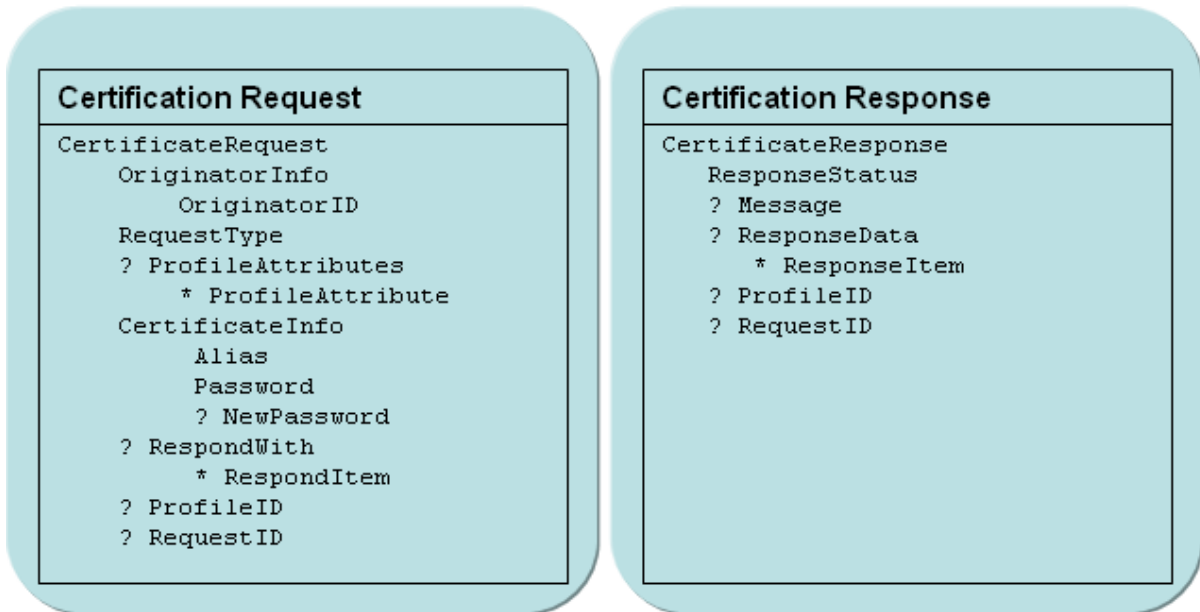 Certification Request
CertificateRequest
OriginatorInfo
OriginatorID
RequestType
? ProfileAttributes
* ProfileAttribute
CertificateInfo
Alias
Password
? NewPassword
? RespondWith
* RespondItem
? ProfileID
? RequestID
Certification Response
CertificateResponse
ResponseStatus
? Message
? ResponseData
* ResponseItem
? ProfileID
? RequestID